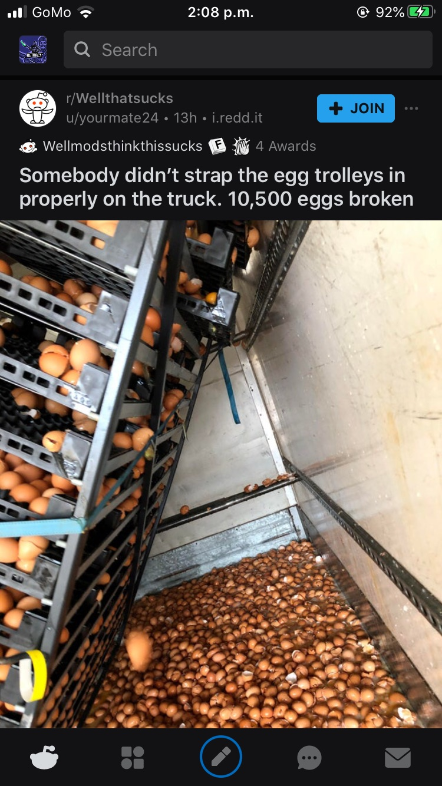 GoMo 2:08 p.m. 92%
Search
r/Wellthatsucks
u/yourmate24 • 13h • i.redd.it
JOIN
Wellmodsthinkthissucks F 4 Awards
Somebody didn't strap the egg trolleys in
properly on the truck. 10,500 eggs broken